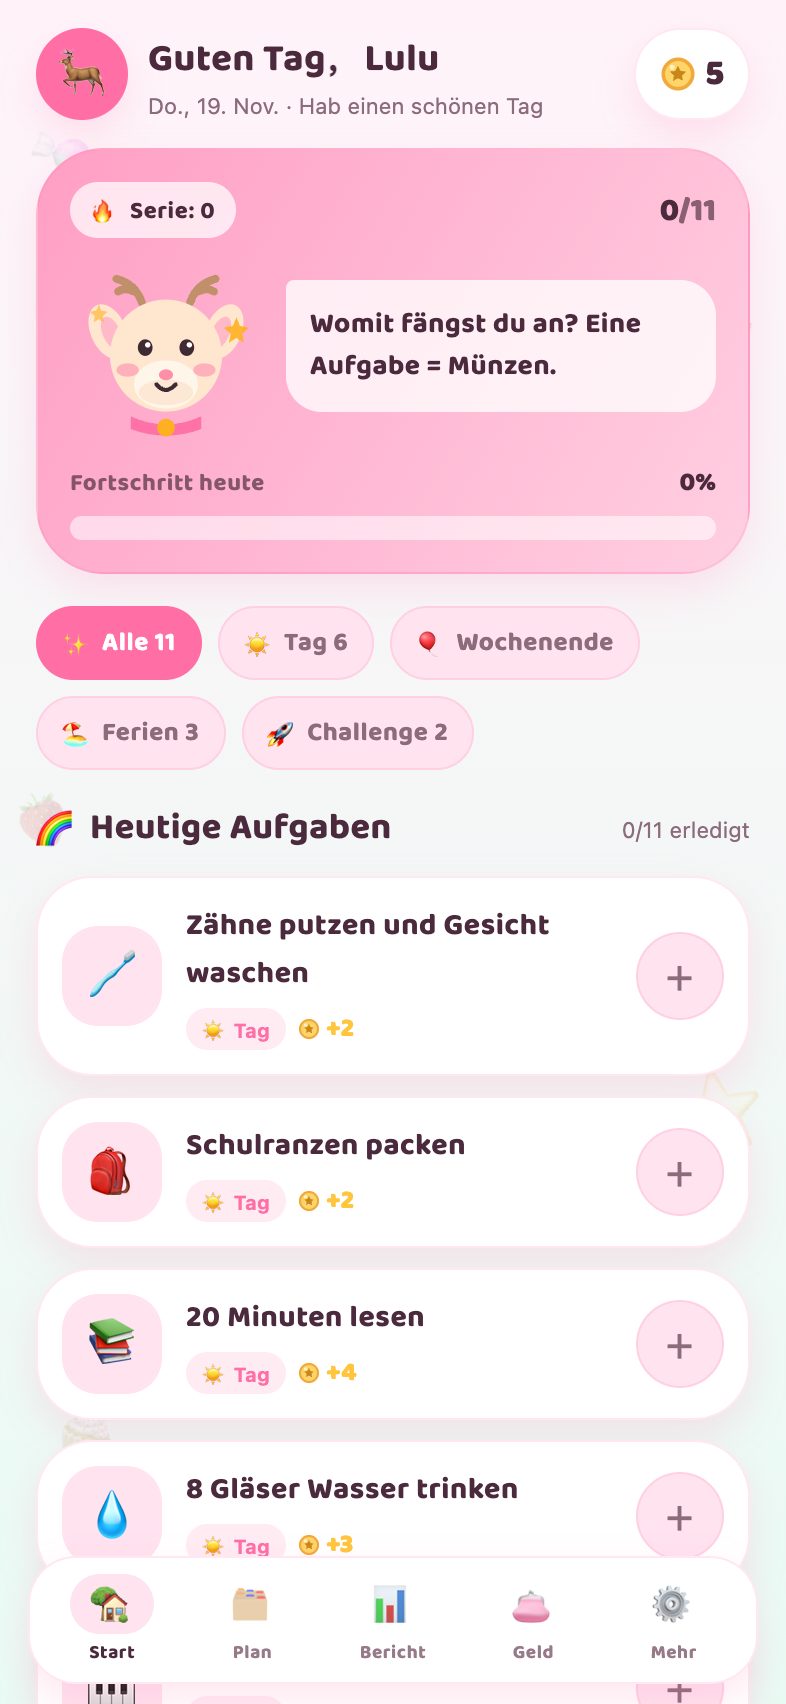 Guten Tag, Lulu
5
Do., 19. Nov. · Hab einen schönen Tag
Serie: 0
0/11
Womit fängst du an? Eine
Aufgabe = Münzen.
Fortschritt heute
0%
Alle 11
Tag 6
Wochenende
Ferien 3
Challenge 2
Heutige Aufgaben
0/11 erledigt
Zähne putzen und Gesicht
waschen
Tag
+2
Schulranzen packen
Tag
+2
20 Minuten lesen
Tag
+4
8 Gläser Wasser trinken
Tag
+3
Start
Plan
Bericht
Geld
Mehr